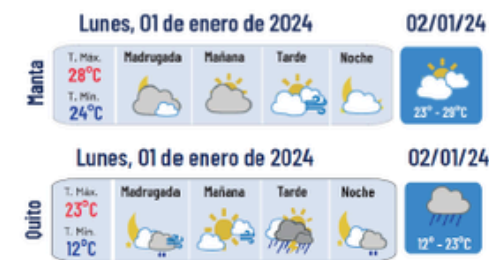 Lunes, 01 de enero de 2024 02/01/24
Manta
T. Máx. Madrugada Mañana Tarde Noche
28°C
T. Mín.
24°C
23° - 29°C
Lunes, 01 de enero de 2024 02/01/24
Quito
T. Máx. Madrugada Mañana Tarde Noche
23°C
T. Mín.
12°C
12° - 23°C